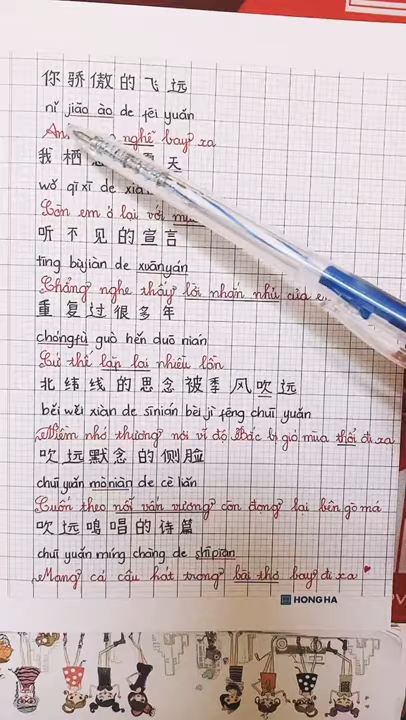 你骄傲的飞远
nǐ jiāo ào de fēi yuǎn
An nghễ bay xa
我栖 天
wǒ qī xī de xià
Còn em ở lại với
听不见的宣言
tīng bùjiàn de xuānyán
Chẳng nghe thấy lời nhắn nhủ của
重复过很多年
chóngfù guò hěn duō nián
Cứ thế lặp lại nhiều lần
北纬线的思念被季风吹远
běi wěi xiàn de sīniàn bèi jì fēng chuī yuǎn
Niềm nhớ thương nơi vĩ độ Bắc bị gió mùa thổi đi xa
吹远默念的侧脸
chuī yuǎn mòniàn de cè liǎn
Cuốn theo nỗi vấn vương còn đọng lại bên gò má
吹远鸣唱的诗篇
chuī yuǎn míng chàng de shīpiān
Mang cả câu hát trong bài thơ bay đi xa
HONG HA